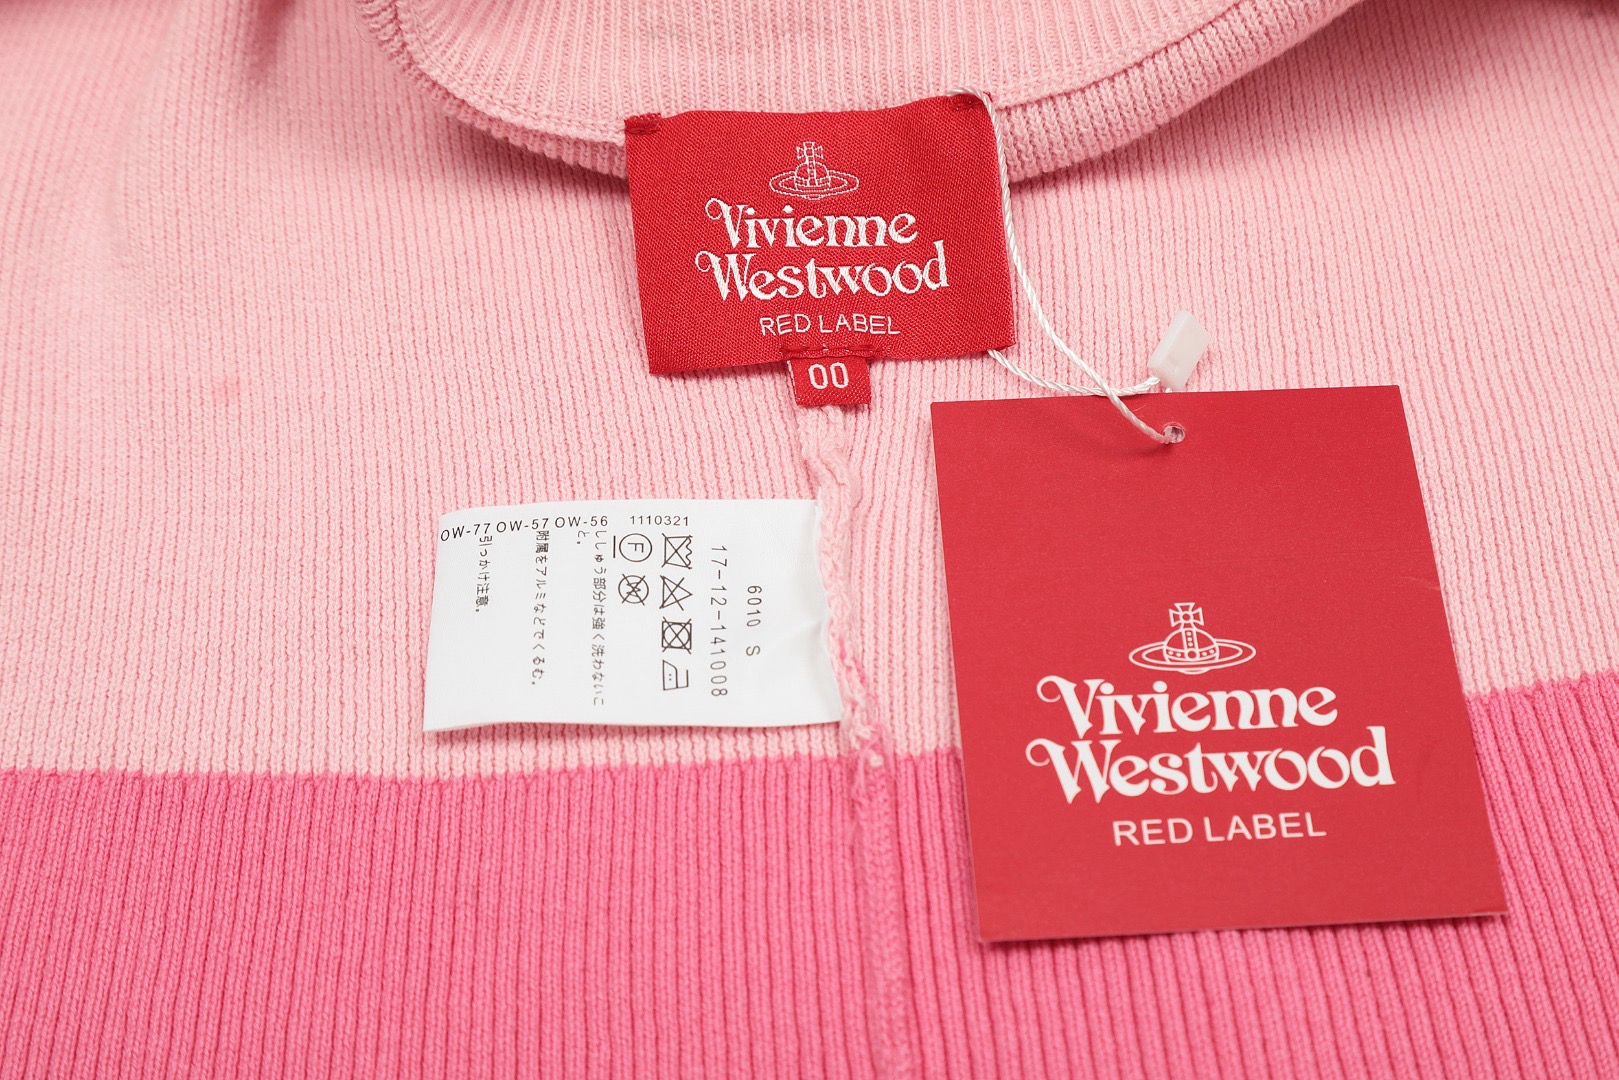 Vivienne
Westwood
RED LABEL
00
OW-77 OW-57 OW-56 1110321
6010 S
17-12-141008
F
W
ししゅう部分は強く洗わないこ
と。
附属をアルミなどでくるむ。
引っかけ注意。
Vivienne
Westwood
RED LABEL